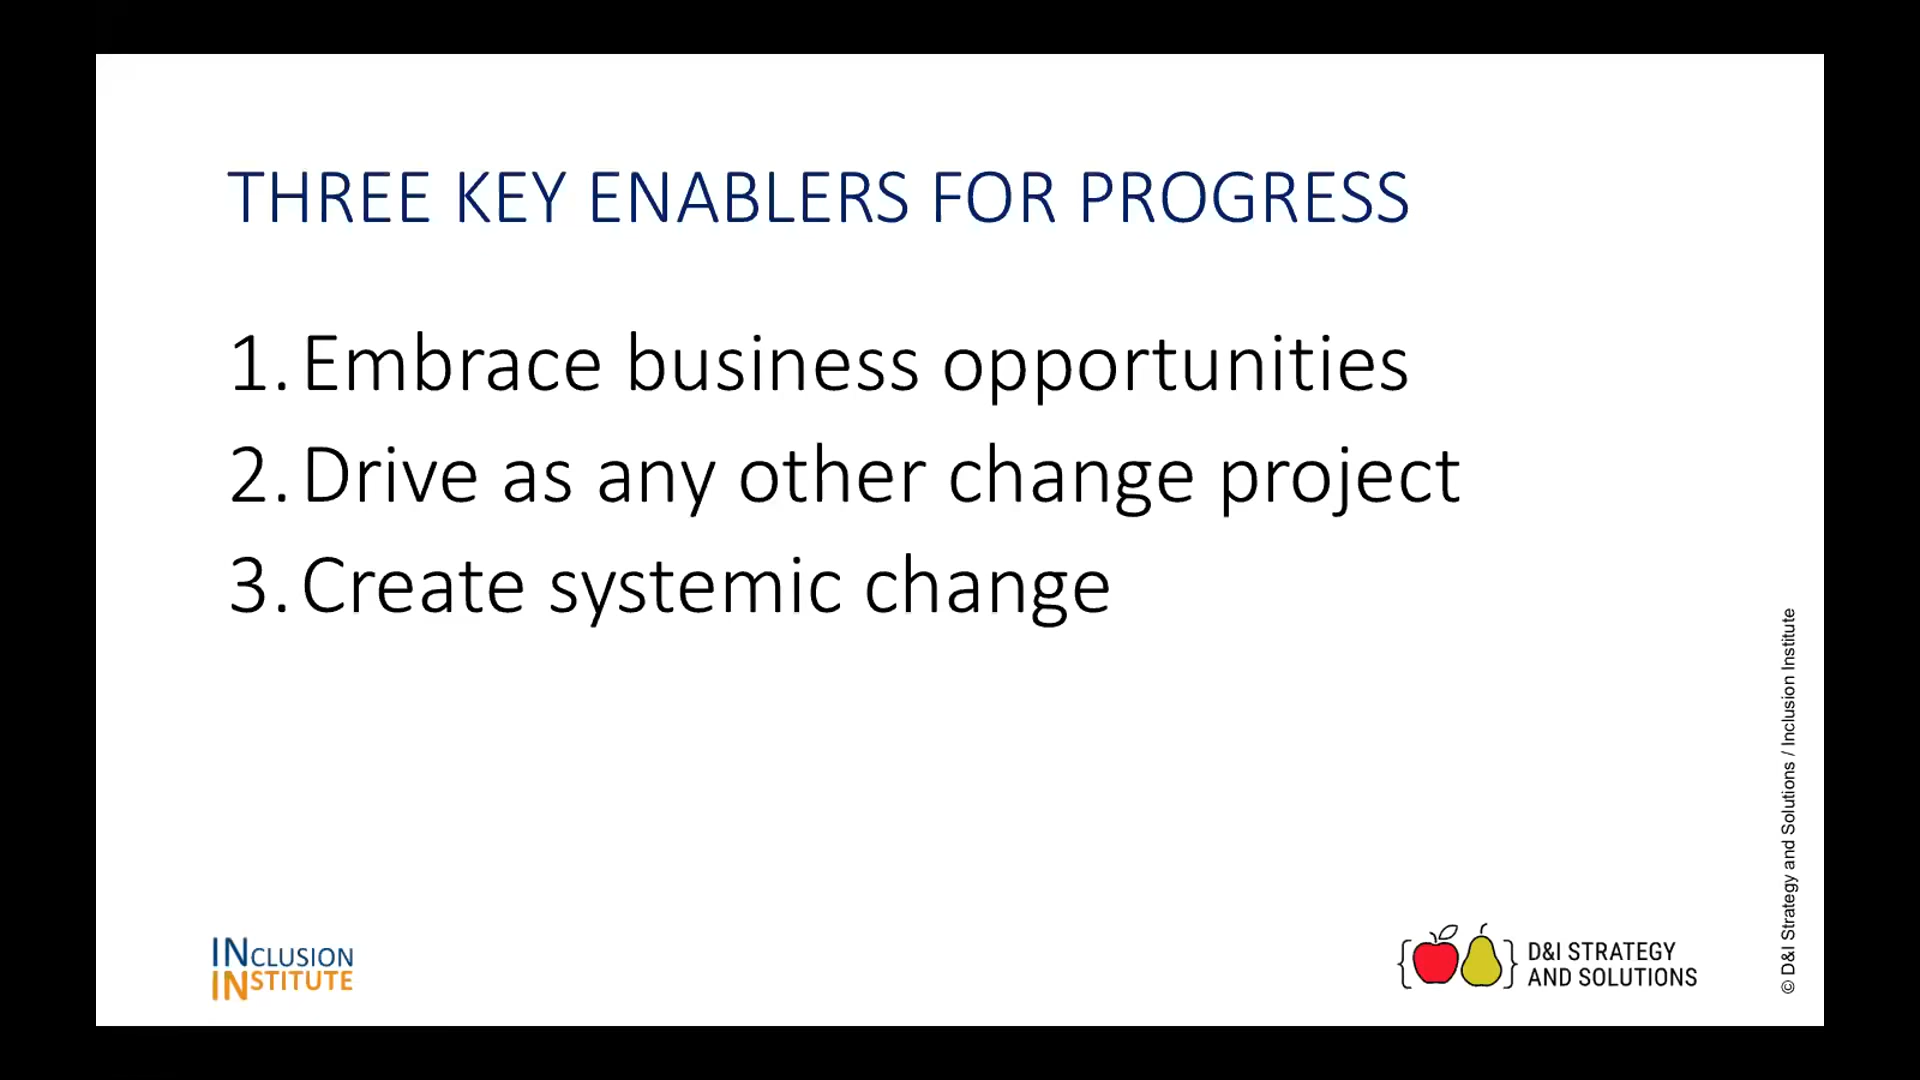 THREE KEY ENABLERS FOR PROGRESS
1. Embrace business opportunities
2. Drive as any other change project
3. Create systemic change
INCLUSION
INSTITUTE
D&I STRATEGY
AND SOLUTIONS
© D&I Strategy and Solutions / Inclusion Institute